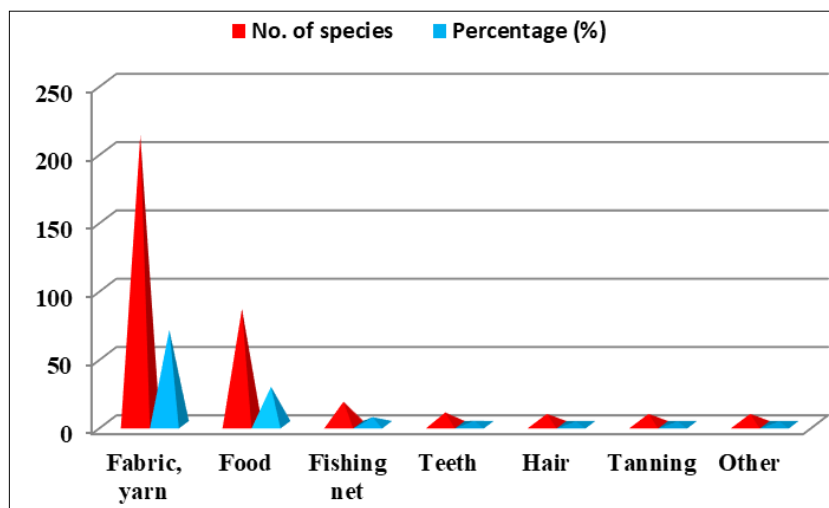 No. of species Percentage (%)
250
200
150
100
50
0
Fabric, yarn
Food
Fishing net
Teeth
Hair
Tanning
Other